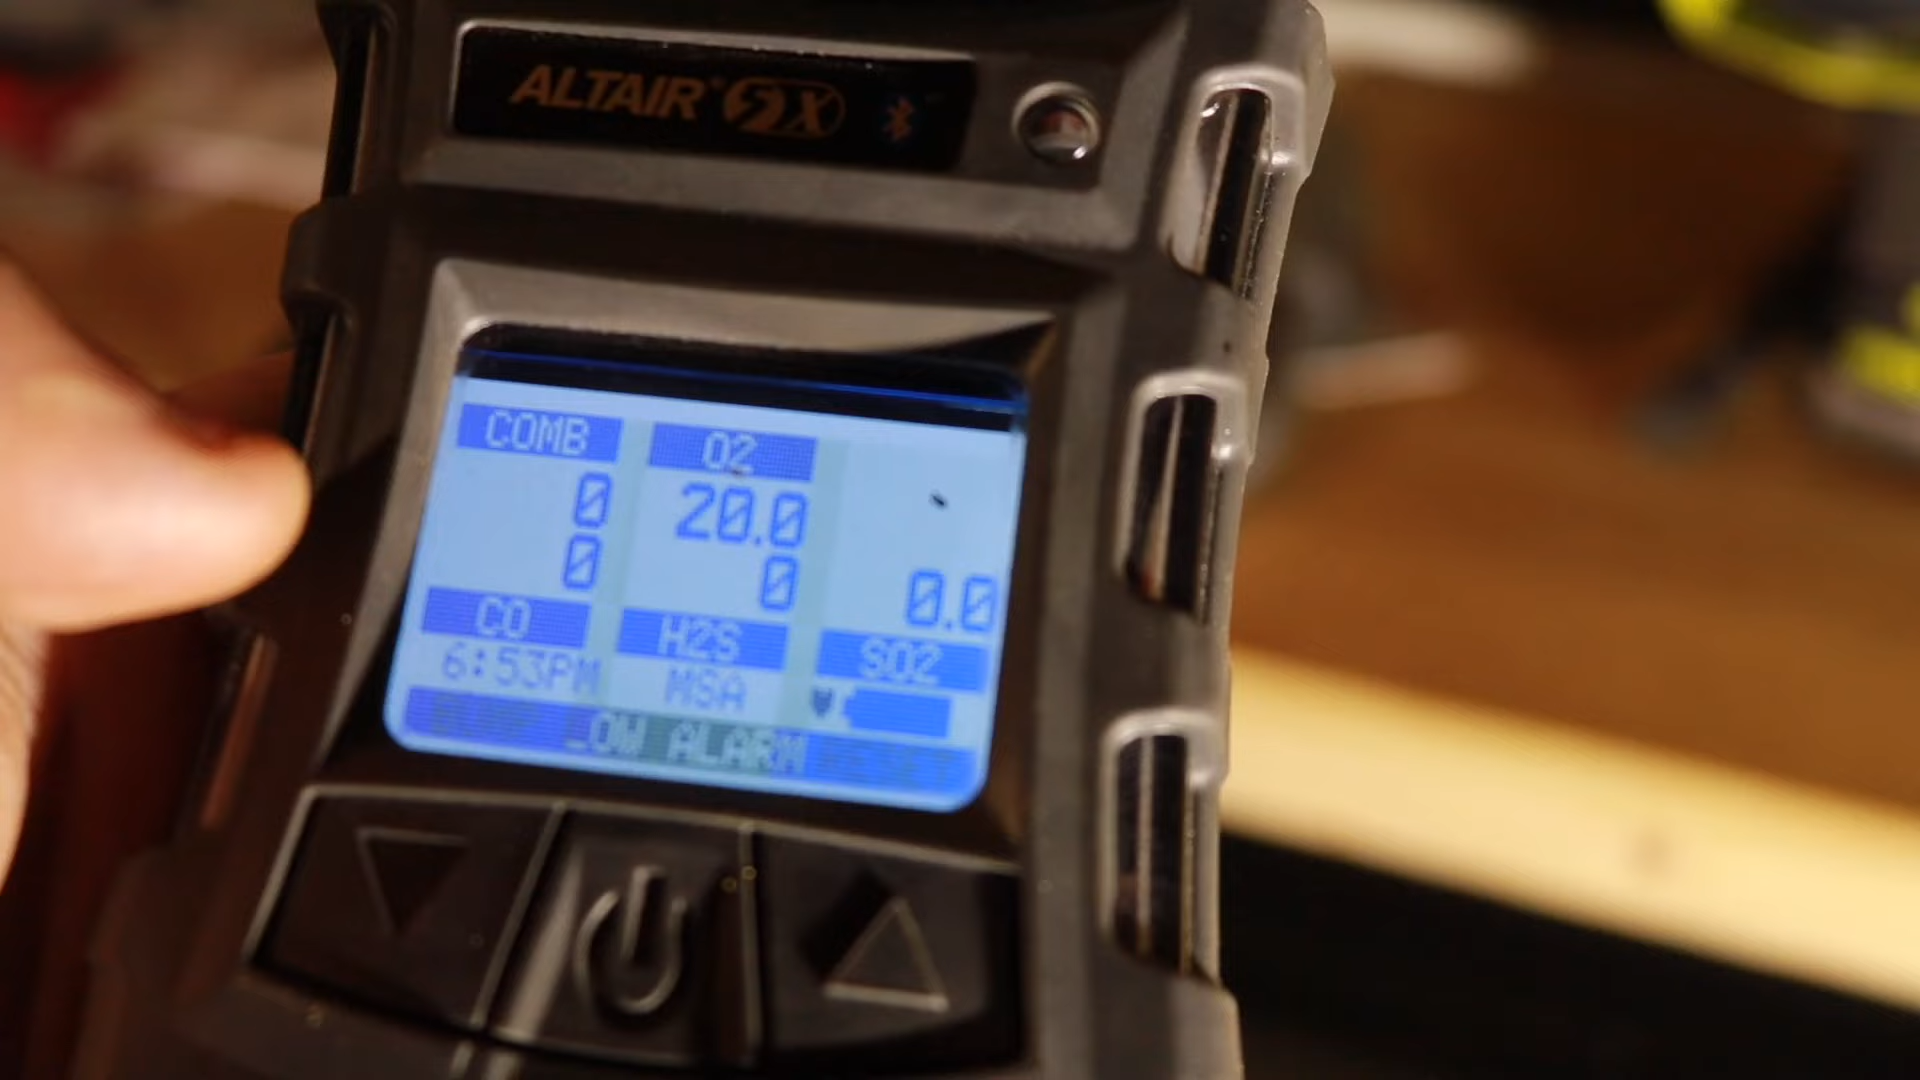 ALTAIR 5X
COMB O2
0 20.0
0 0 0.0
CO H2S SO2
6:53PM MSA
LOW ALARM